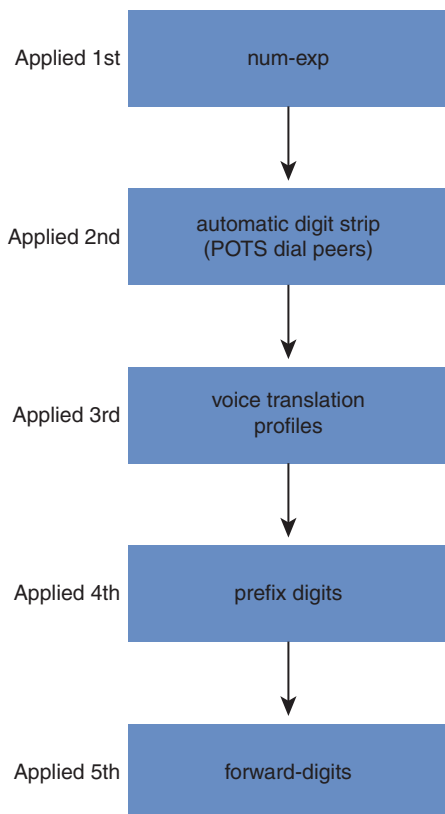 Applied 1st
num-exp
Applied 2nd
automatic digit strip
(POTS dial peers)
Applied 3rd
voice translation
profiles
Applied 4th
prefix digits
Applied 5th
forward-digits